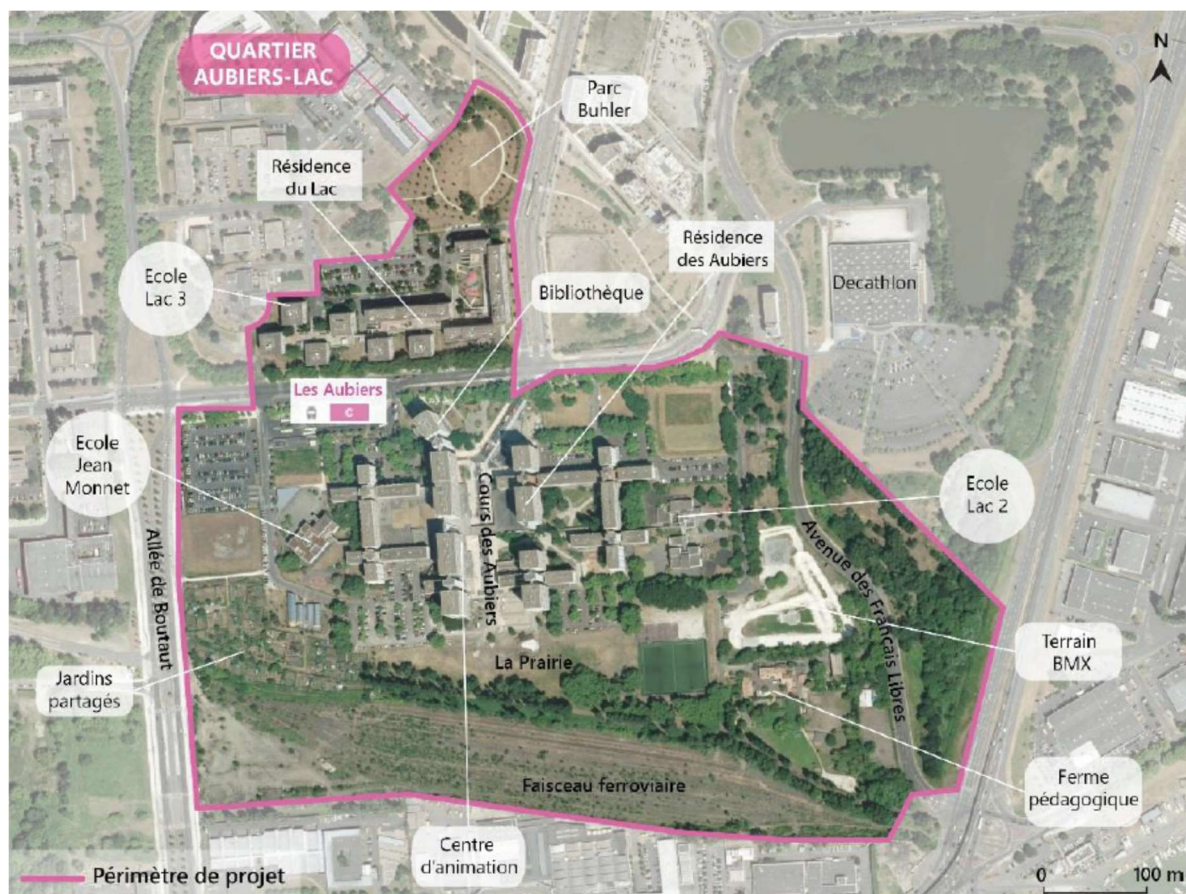 QUARTIER
AUBIERS-LAC
N
Parc
Buhler
Résidence
du Lac
Résidence
des Aubiers
Ecole
Lac 3
Bibliothèque
Decathlon
Les Aubiers
C
Ecole
Jean
Monnet
Cours des Aubiers
Ecole
Lac 2
Allée de Boutaut
Avenue des Français Libres
Terrain
BMX
La Prairie
Jardins
partagés
Faisceau ferroviaire
Ferme
pédagogique
Centre
d'animation
Périmètre de projet
0 100 m